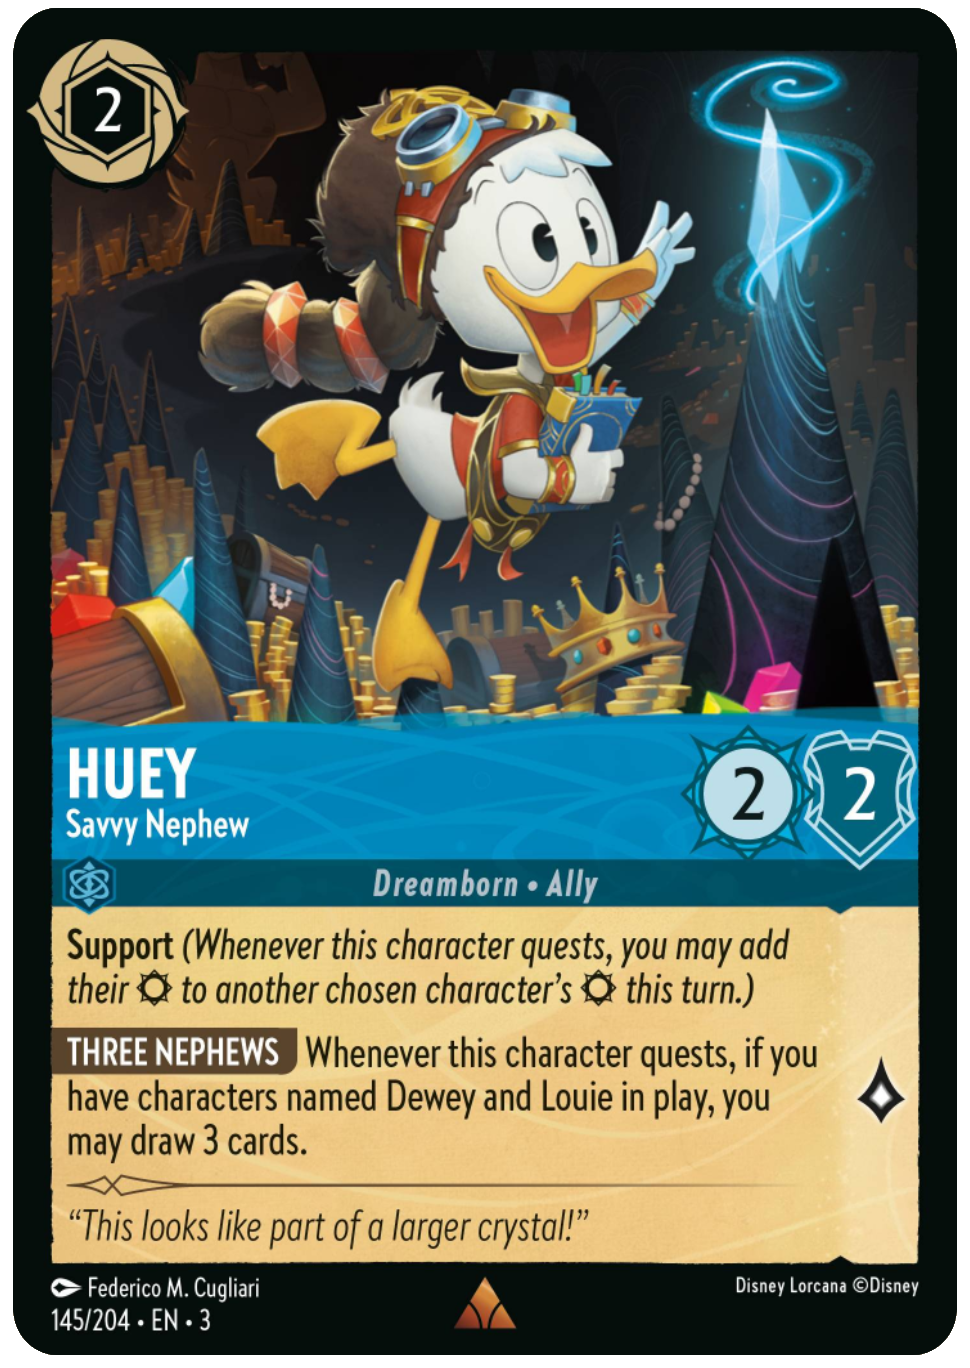 2
HUEY
Savvy Nephew
2 2
Dreamborn • Ally
Support (Whenever this character quests, you may add
their to another chosen character's this turn.)
THREE NEPHEWS Whenever this character quests, if you
have characters named Dewey and Louie in play, you
may draw 3 cards.
“This looks like part of a larger crystal!”
Federico M. Cugliari
Disney Lorcana ©Disney
145/204 • EN • 3